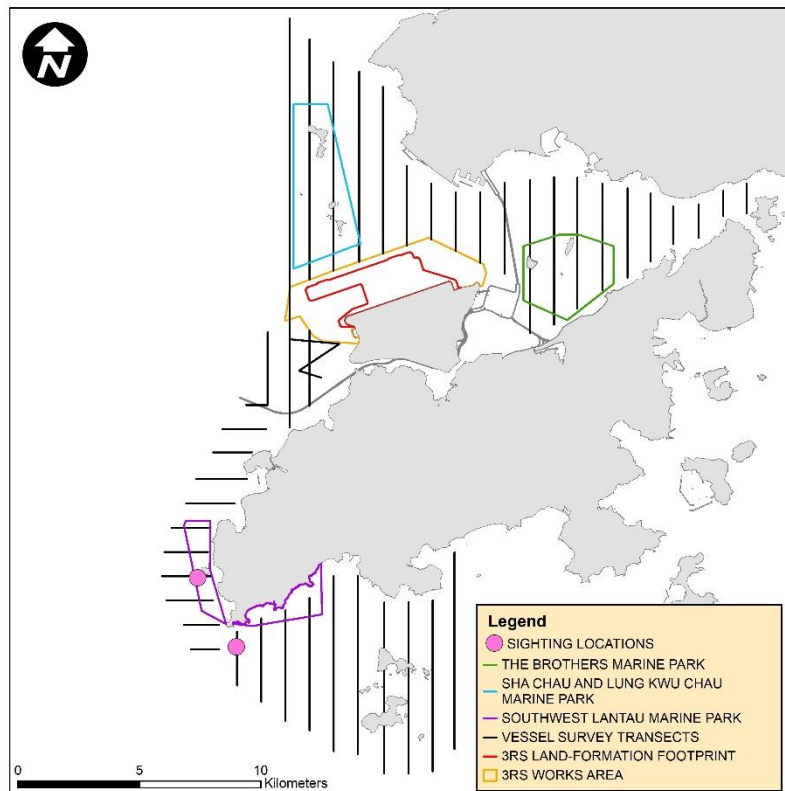 N
Legend
SIGHTING LOCATIONS
THE BROTHERS MARINE PARK
SHA CHAU AND LUNG KWU CHAU
MARINE PARK
SOUTHWEST LANTAU MARINE PARK
VESSEL SURVEY TRANSECTS
3RS LAND-FORMATION FOOTPRINT
3RS WORKS AREA
0 5 10
Kilometers